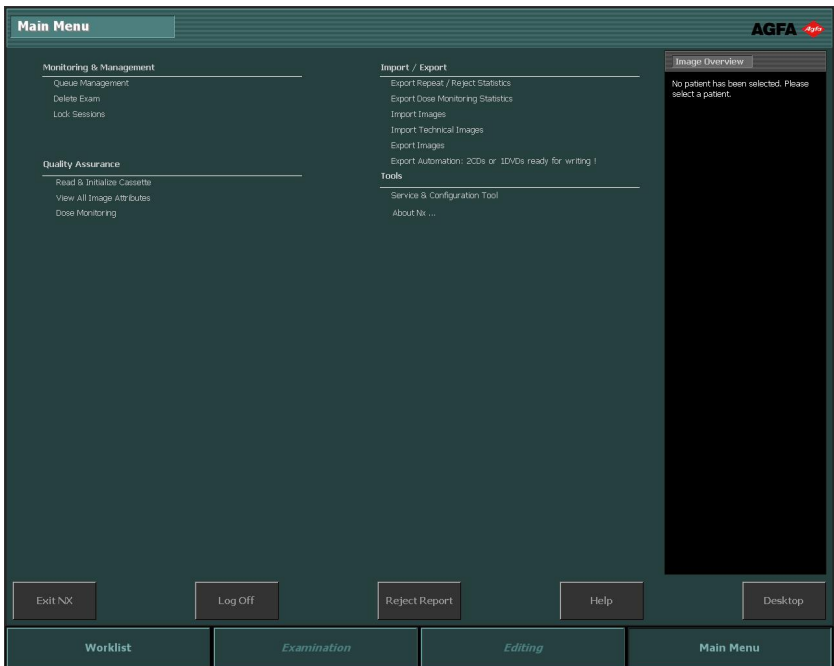 Main Menu
AGFA
Agfa
Monitoring & Management
Queue Management
Delete Exam
Lock Sessions
Quality Assurance
Read & Initialize Cassette
View All Image Attributes
Dose Monitoring
Import / Export
Export Repeat / Reject Statistics
Export Dose Monitoring Statistics
Import Images
Import Technical Images
Export Images
Export Automation: 2CDs or 1DVDs ready for writing !
Tools
Service & Configuration Tool
About Nx ...
Image Overview
No patient has been selected. Please
select a patient.
Exit NX
Log Off
Reject Report
Help
Desktop
Worklist
Examination
Editing
Main Menu